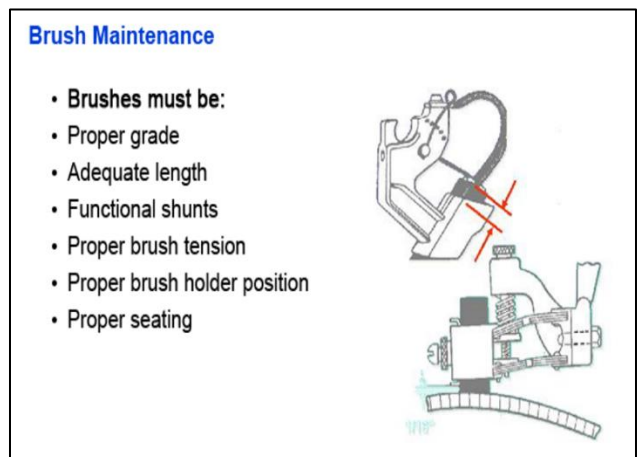 Brush Maintenance
• Brushes must be:
• Proper grade
• Adequate length
• Functional shunts
• Proper brush tension
• Proper brush holder position
• Proper seating
1/16"